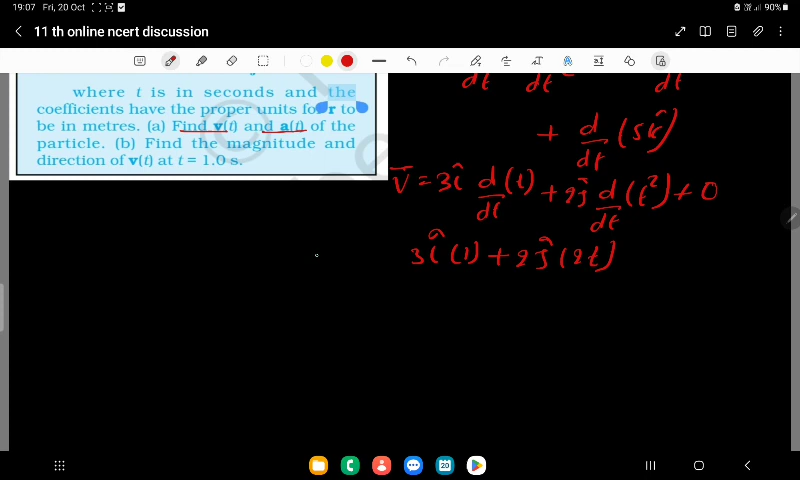 19:07 Fri, 20 Oct
90%
11 th online ncert discussion
where t is in seconds and the
coefficients have the proper units for r to
be in metres. (a) Find v(t) and a(t) of the
particle. (b) Find the magnitude and
direction of v(t) at t = 1.0 s.
dt dt dt
+ d/dt (5k̂)
V̄ = 3î d/dt (t) + 2ĵ d/dt (t²) + 0
3î (1) + 2ĵ (2t)
20